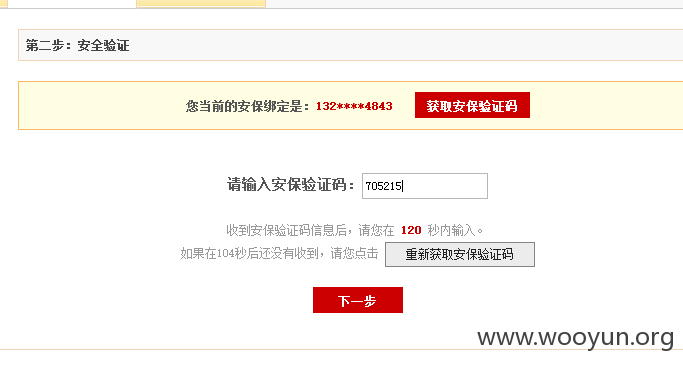 第二步：安全验证
您当前的安保绑定是：132****4843 获取安保验证码
请输入安保验证码：705215
收到安保验证码信息后，请您在 120 秒内输入。
如果在104秒后还没有收到，请您点击 重新获取安保验证码
下一步
www.wooyun.org